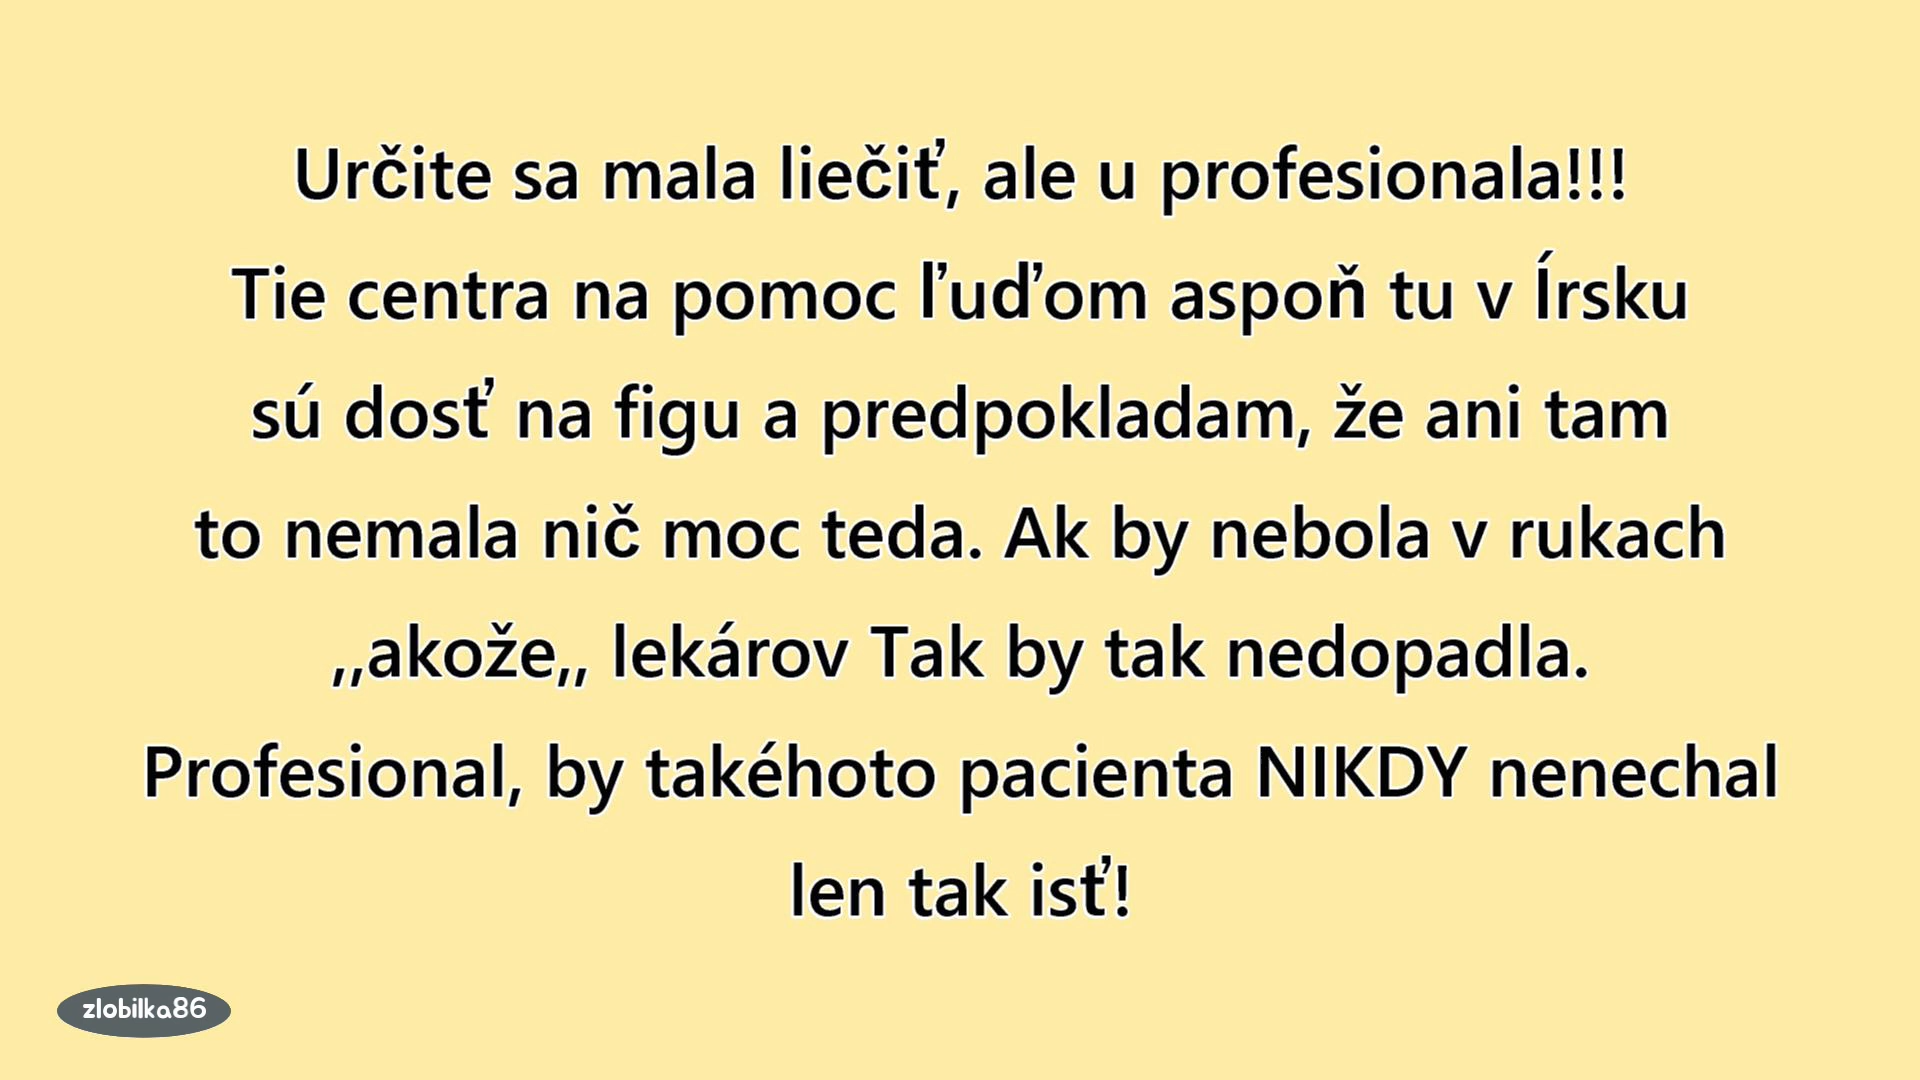 Určite sa mala liečiť, ale u profesionala!!!
Tie centra na pomoc ľuďom aspoň tu v Írsku
sú dosť na figu a predpokladam, že ani tam
to nemala nič moc teda. Ak by nebola v rukach
,,akože,, lekárov Tak by tak nedopadla.
Profesional, by takéhoto pacienta NIKDY nenechal
len tak isť!
zlobilka86